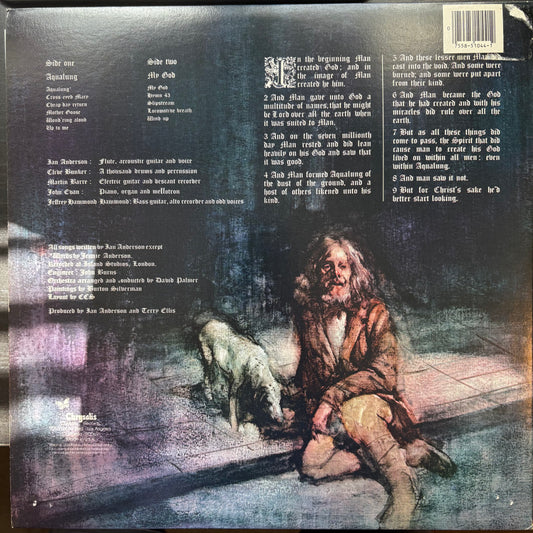 Side one
Aqualung
Aqualung*
Cross-eyed Mary
Cheap day return
Mother Goose
Wond'ring aloud
Up to me
Side two
My God
My God
Hymn 43
Slipstream
Locomotive breath
Wind up
Ian Anderson: Flute, acoustic guitar and voice
Clive Bunker: A thousand drums and percussion
Martin Barre: Electric guitar and descant recorder
John Evan: Piano, organ and mellotron
Jeffrey Hammond Hammond: Bass guitar, alto recorder and odd voices
All songs written by Ian Anderson except
*Words by Jennie Anderson.
Recorded at Island Studios, London.
Engineer: John Burns
Orchestra arranged and conducted by David Palmer
Paintings by Burton Silverman
Layout by CCS
Produced by Ian Anderson and Terry Ellis
Chrysalis
In the beginning Man
created God; and in
the image of Man
created he him.
2 And Man gave unto God a
multitude of names, that he might
be Lord over all the earth when
it was suited to Man.
3 And on the seven millionth
day Man rested and did lean
heavily on his God and saw that
it was good.
4 And Man formed Aqualung of
the dust of the ground, and a
host of others likened unto his
kind.
5 And these lesser men Man did
cast into the void. And some were
burned; and some were put apart
from their kind.
6 And Man became the God
that he had created and with his
miracles did rule over all the
earth.
7 But as all these things did
come to pass, the Spirit that did
cause man to create his God
lived on within all men: even
within Aqualung.
8 And man saw it not.
9 But for Christ's sake he'd
better start looking.
0 7558-51044-1